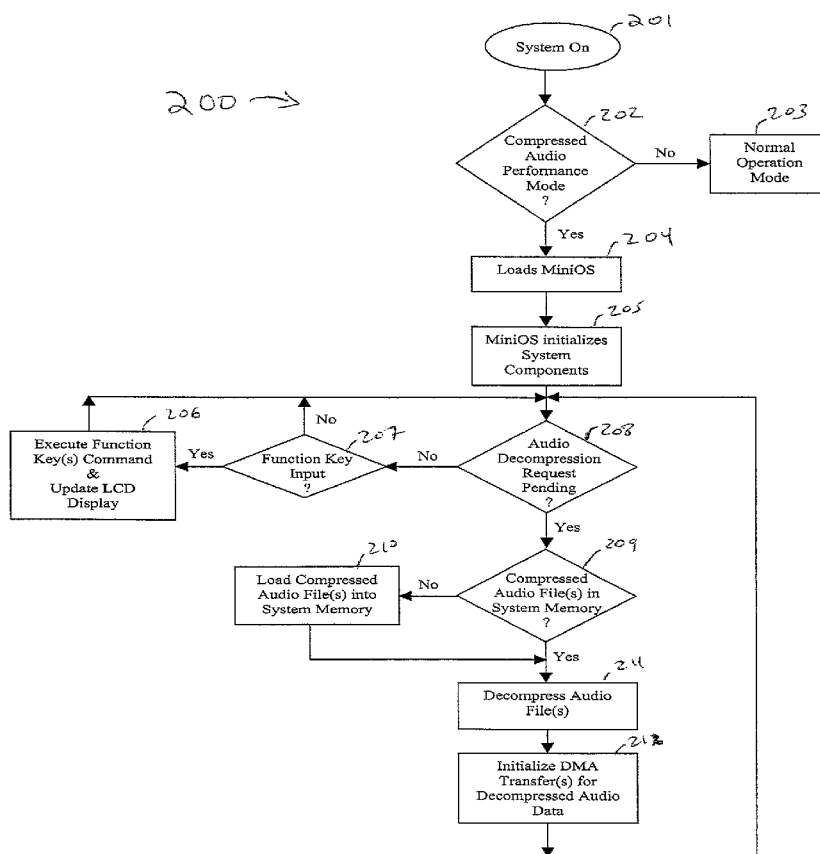 201
System On
200
202
203
Compressed
Audio
Performance
Mode
?
No
Normal
Operation
Mode
Yes
204
Loads MiniOS
205
MiniOS initializes
System
Components
206
No
207
208
Execute Function
Key(s) Command
&
Update LCD
Display
Yes
Function Key
Input
?
No
Audio
Decompression
Request
Pending
?
Yes
210
209
Load Compressed
Audio File(s) into
System Memory
No
Compressed
Audio File(s) in
System Memory
?
Yes
211
Decompress Audio
File(s)
212
Initialize DMA
Transfer(s) for
Decompressed Audio
Data